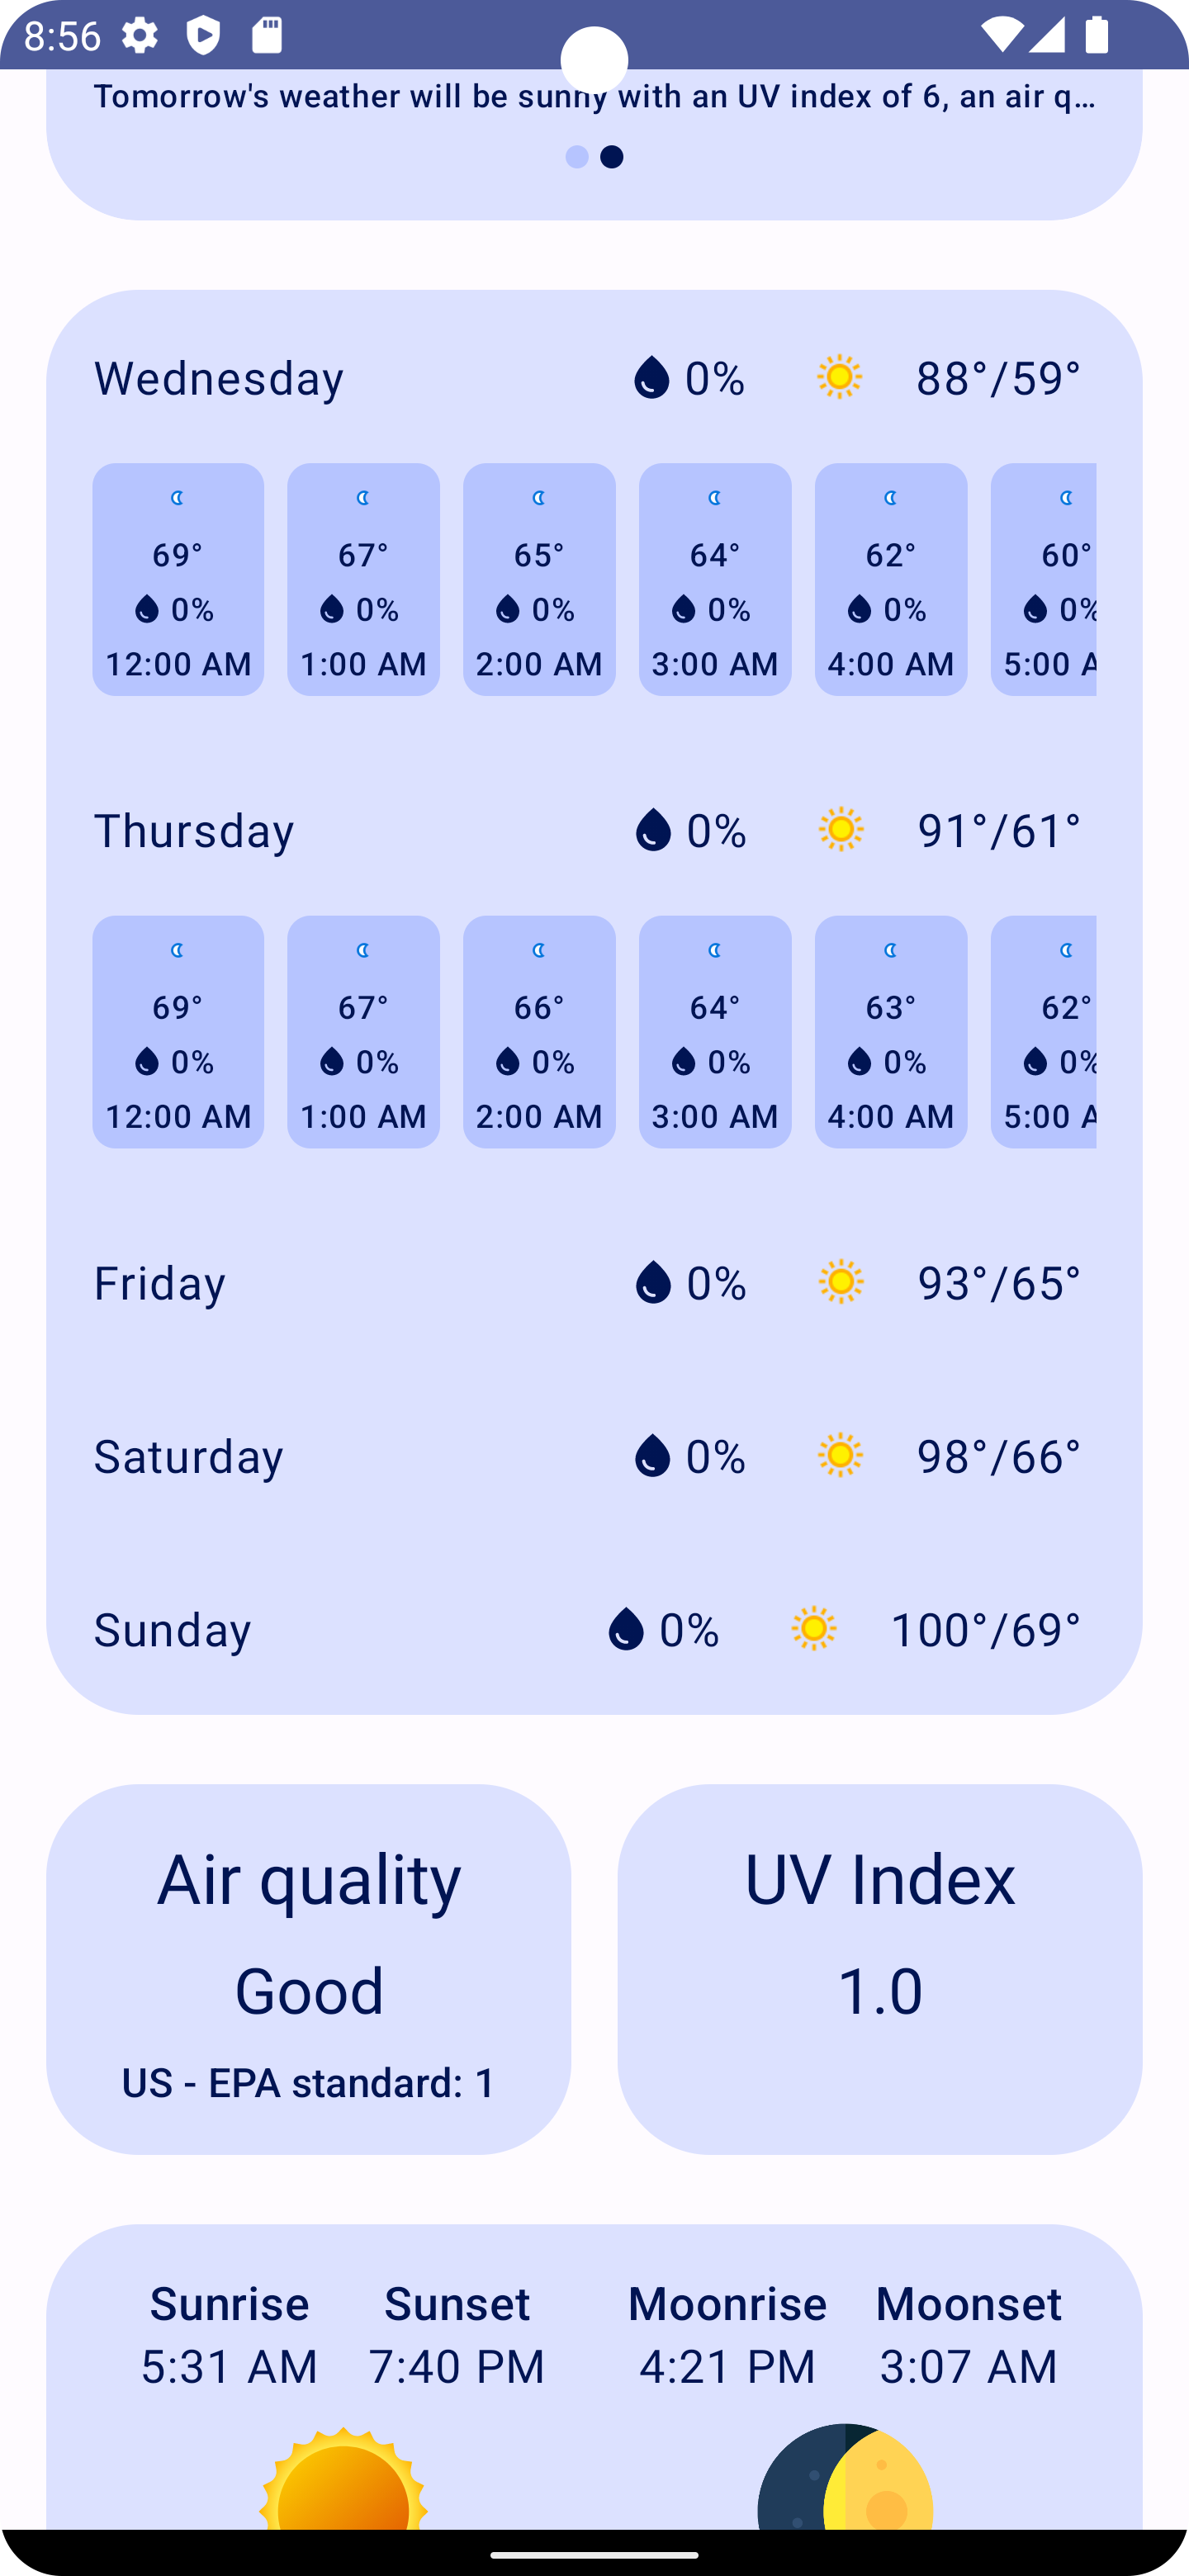 8:56
Tomorrow's weather will be sunny with an UV index of 6, an air q…
Wednesday 0% 88°/59°
69° 67° 65° 64° 62° 60°
0% 0% 0% 0% 0% 0%
12:00 AM 1:00 AM 2:00 AM 3:00 AM 4:00 AM 5:00 A
Thursday 0% 91°/61°
69° 67° 66° 64° 63° 62°
0% 0% 0% 0% 0% 0%
12:00 AM 1:00 AM 2:00 AM 3:00 AM 4:00 AM 5:00 A
Friday 0% 93°/65°
Saturday 0% 98°/66°
Sunday 0% 100°/69°
Air quality
Good
US - EPA standard: 1
UV Index
1.0
Sunrise Sunset Moonrise Moonset
5:31 AM 7:40 PM 4:21 PM 3:07 AM